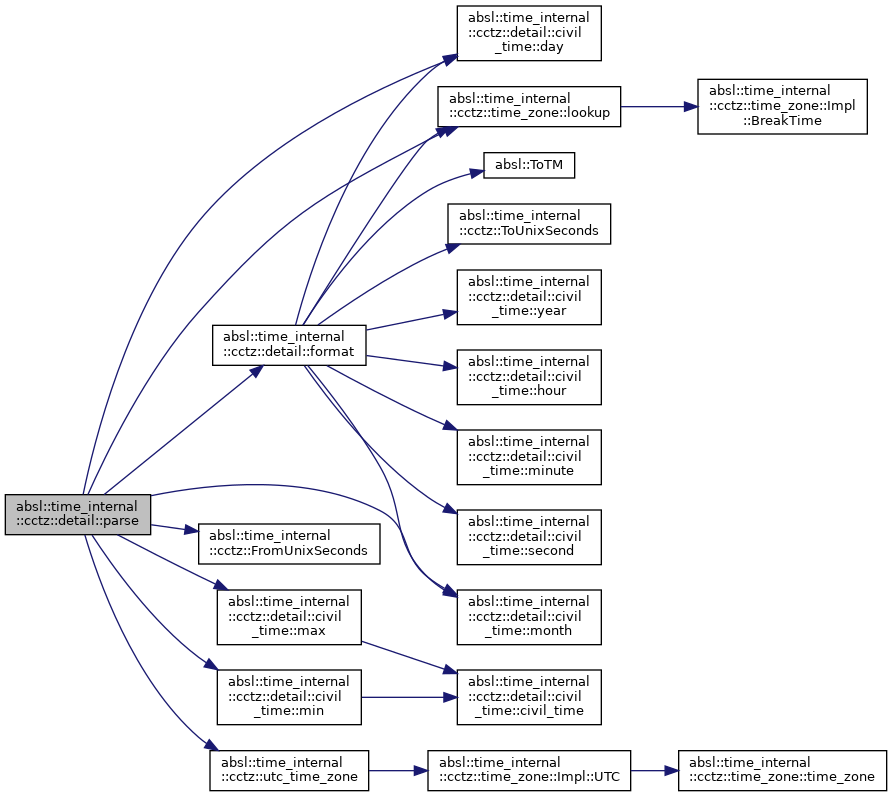 absl::time_internal
::cctz::detail::civil
_time::day
absl::time_internal
::cctz::time_zone::lookup
absl::time_internal
::cctz::time_zone::Impl
::BreakTime
absl::ToTM
absl::time_internal
::cctz::ToUnixSeconds
absl::time_internal
::cctz::detail::civil
_time::year
absl::time_internal
::cctz::detail::format
absl::time_internal
::cctz::detail::civil
_time::hour
absl::time_internal
::cctz::detail::civil
_time::minute
absl::time_internal
::cctz::detail::parse
absl::time_internal
::cctz::detail::civil
_time::second
absl::time_internal
::cctz::FromUnixSeconds
absl::time_internal
::cctz::detail::civil
_time::max
absl::time_internal
::cctz::detail::civil
_time::month
absl::time_internal
::cctz::detail::civil
_time::min
absl::time_internal
::cctz::detail::civil
_time::civil_time
absl::time_internal
::cctz::utc_time_zone
absl::time_internal
::cctz::time_zone::Impl::UTC
absl::time_internal
::cctz::time_zone::time_zone